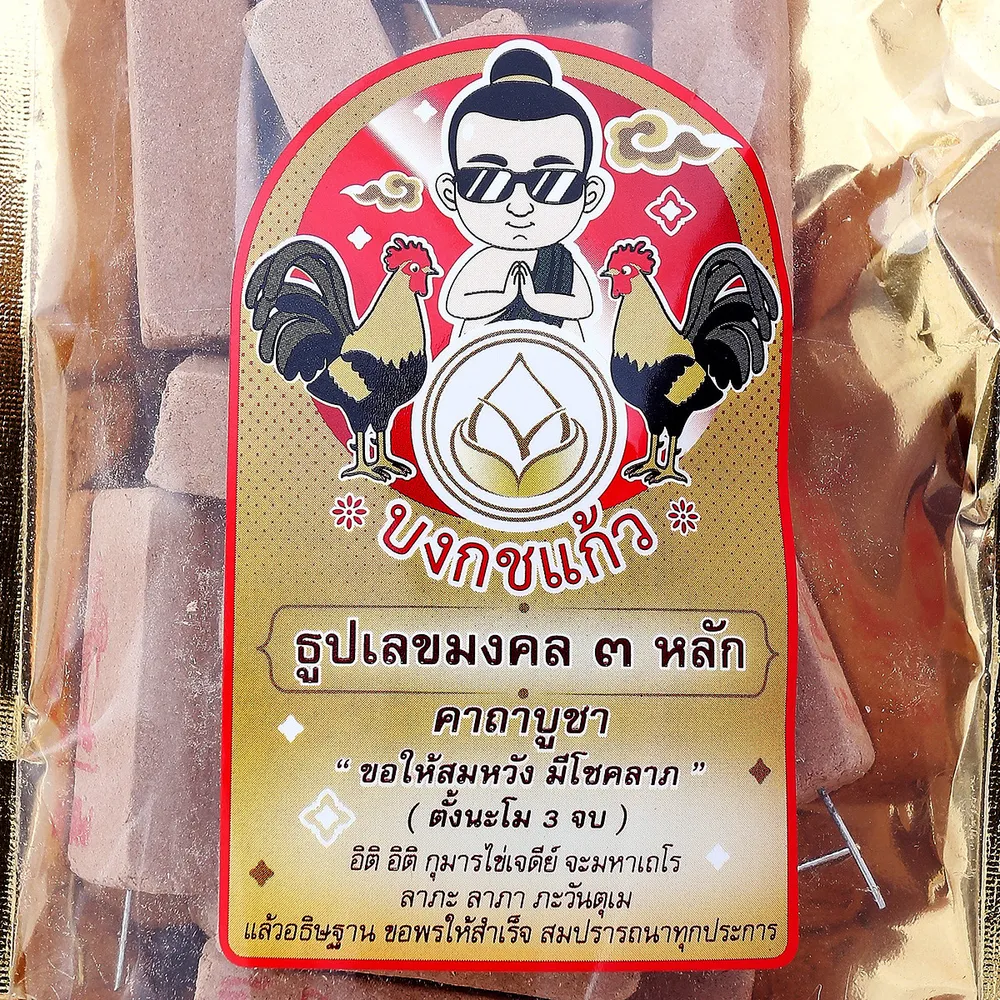 บงกชแก้ว
ธูปเลขมงคล ๓ หลัก
คาถาบูชา
“ ขอให้สมหวัง มีโชคลาภ ”
( ตั้งนะโม 3 จบ )
อิติ อิติ กุมารไข่เจดีย์ จะมหาเถโร
ลาภะ ลาภา ภะวันตุเม
แล้วอธิษฐาน ขอพรให้สำเร็จ สมปรารถนาทุกประการ